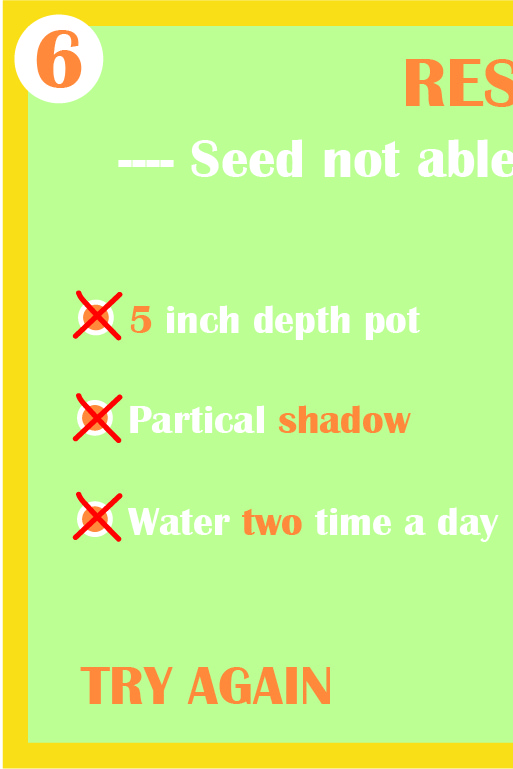 6
RES
---- Seed not able
5 inch depth pot
Partical shadow
Water two time a day
TRY AGAIN